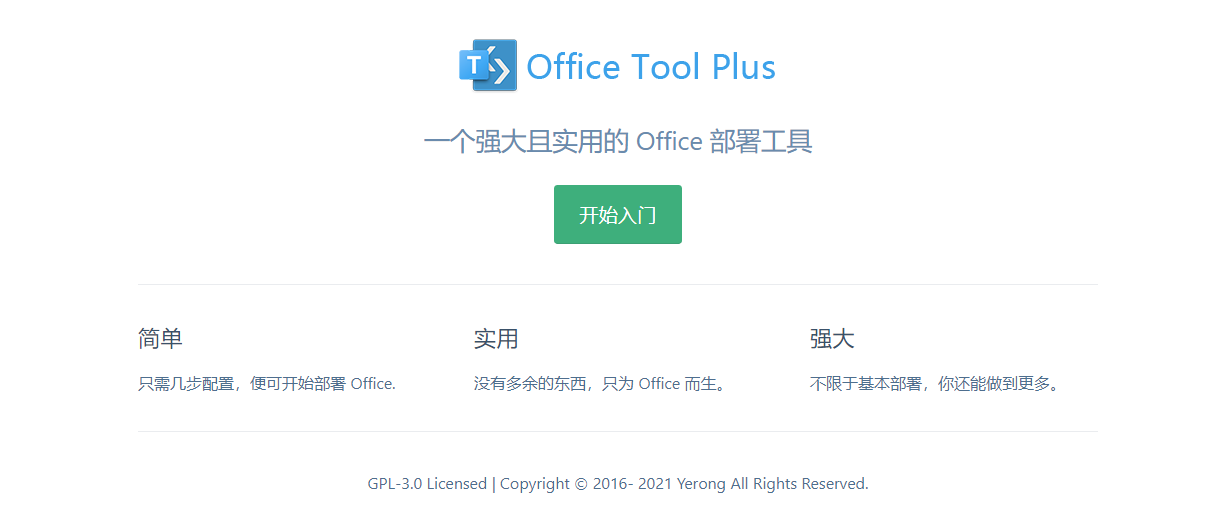 T
Office Tool Plus
一个强大且实用的 Office 部署工具
开始入门
简单
只需几步配置，便可开始部署 Office.
实用
没有多余的东西，只为 Office 而生。
强大
不限于基本部署，你还能做到更多。
GPL-3.0 Licensed | Copyright © 2016- 2021 Yerong All Rights Reserved.